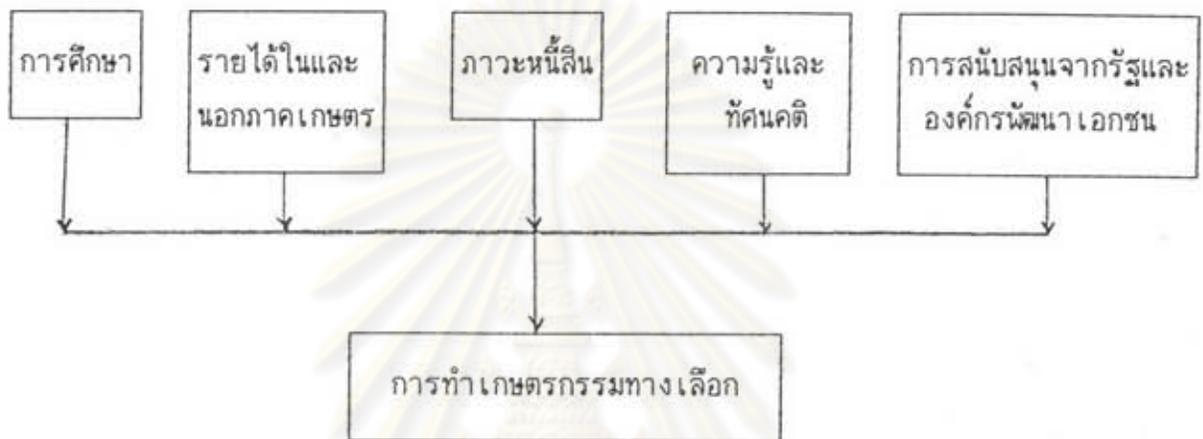 การศึกษา
รายได้ในและ
นอกภาคเกษตร
ภาวะหนี้สิน
ความรู้และ
ทัศนคติ
การสนับสนุนจากรัฐและ
องค์กรพัฒนาเอกชน
การทำเกษตรกรรมทางเลือก